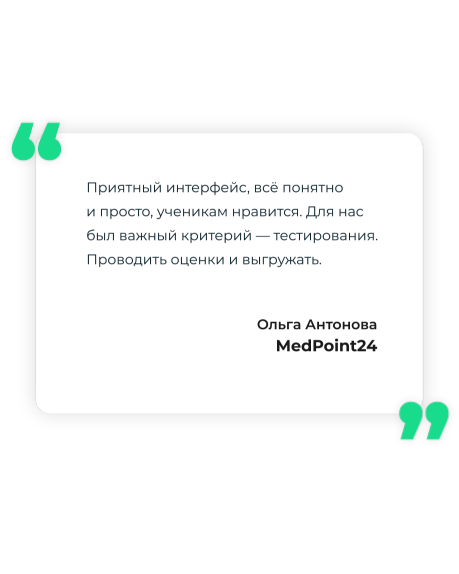 Приятный интерфейс, всё понятно
и просто, ученикам нравится. Для нас
был важный критерий — тестирования.
Проводить оценки и выгружать.
Ольга Антонова
MedPoint24